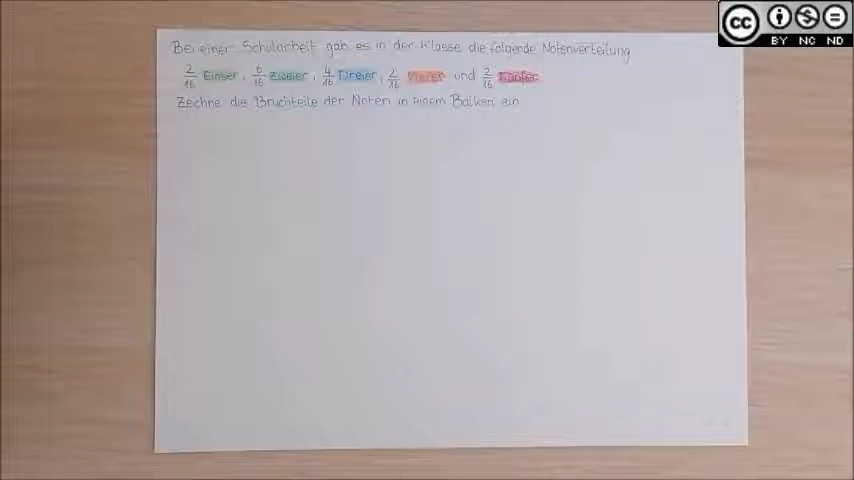 Bei einer Schularbeit gab es in der Klasse die folgende Notenverteilung
2/16 Einser, 6/16 Zweier, 4/16 Dreier, 2/16 Vierer und 2/16 Fünfer
Zeichne die Bruchteile der Noten in einem Balken ein
cc
BY NC ND